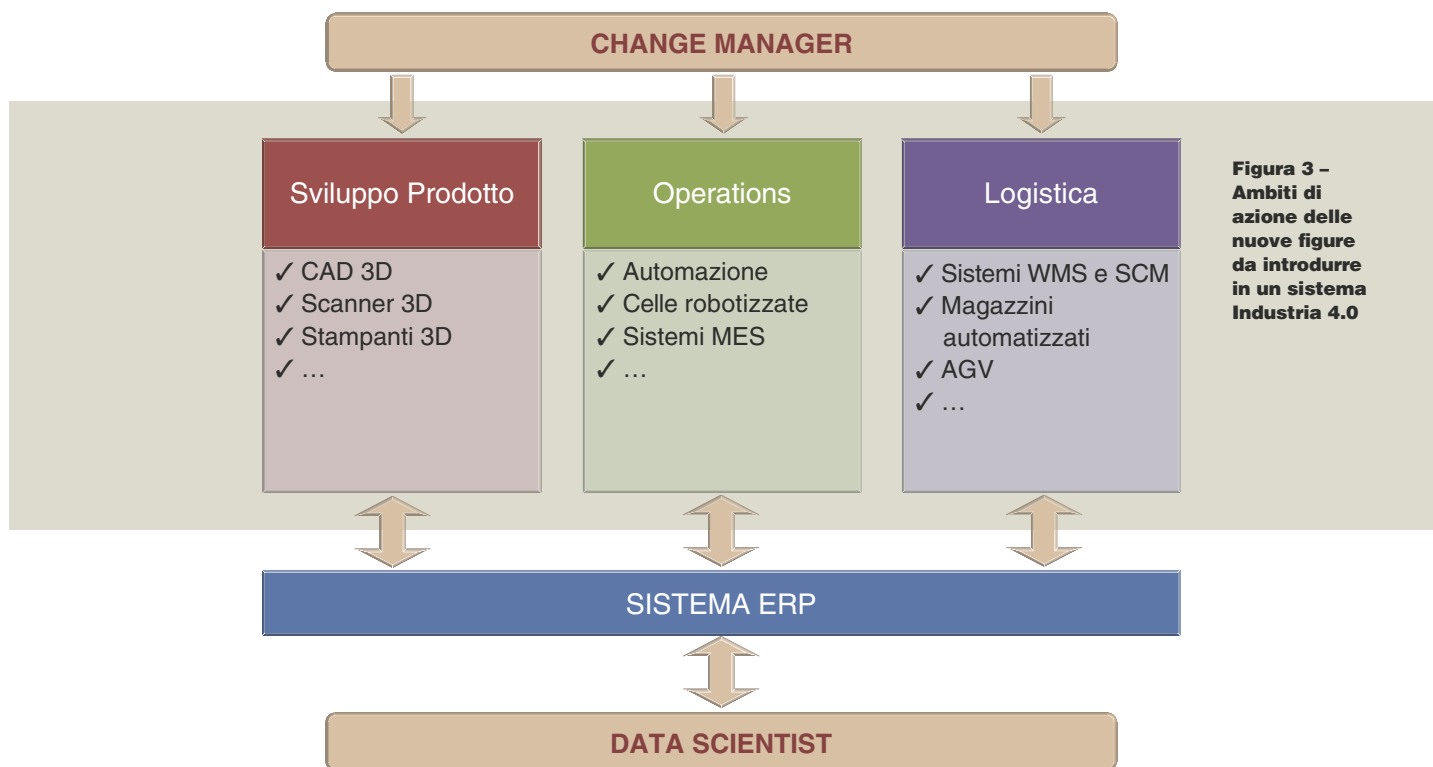 CHANGE MANAGER
Sviluppo Prodotto
✓ CAD 3D
✓ Scanner 3D
✓ Stampanti 3D
✓ …
Operations
✓ Automazione
✓ Celle robotizzate
✓ Sistemi MES
✓ …
Logistica
✓ Sistemi WMS e SCM
✓ Magazzini
automatizzati
✓ AGV
✓ …
Figura 3 –
Ambiti di
azione delle
nuove figure
da introdurre
in un sistema
Industria 4.0
SISTEMA ERP
DATA SCIENTIST